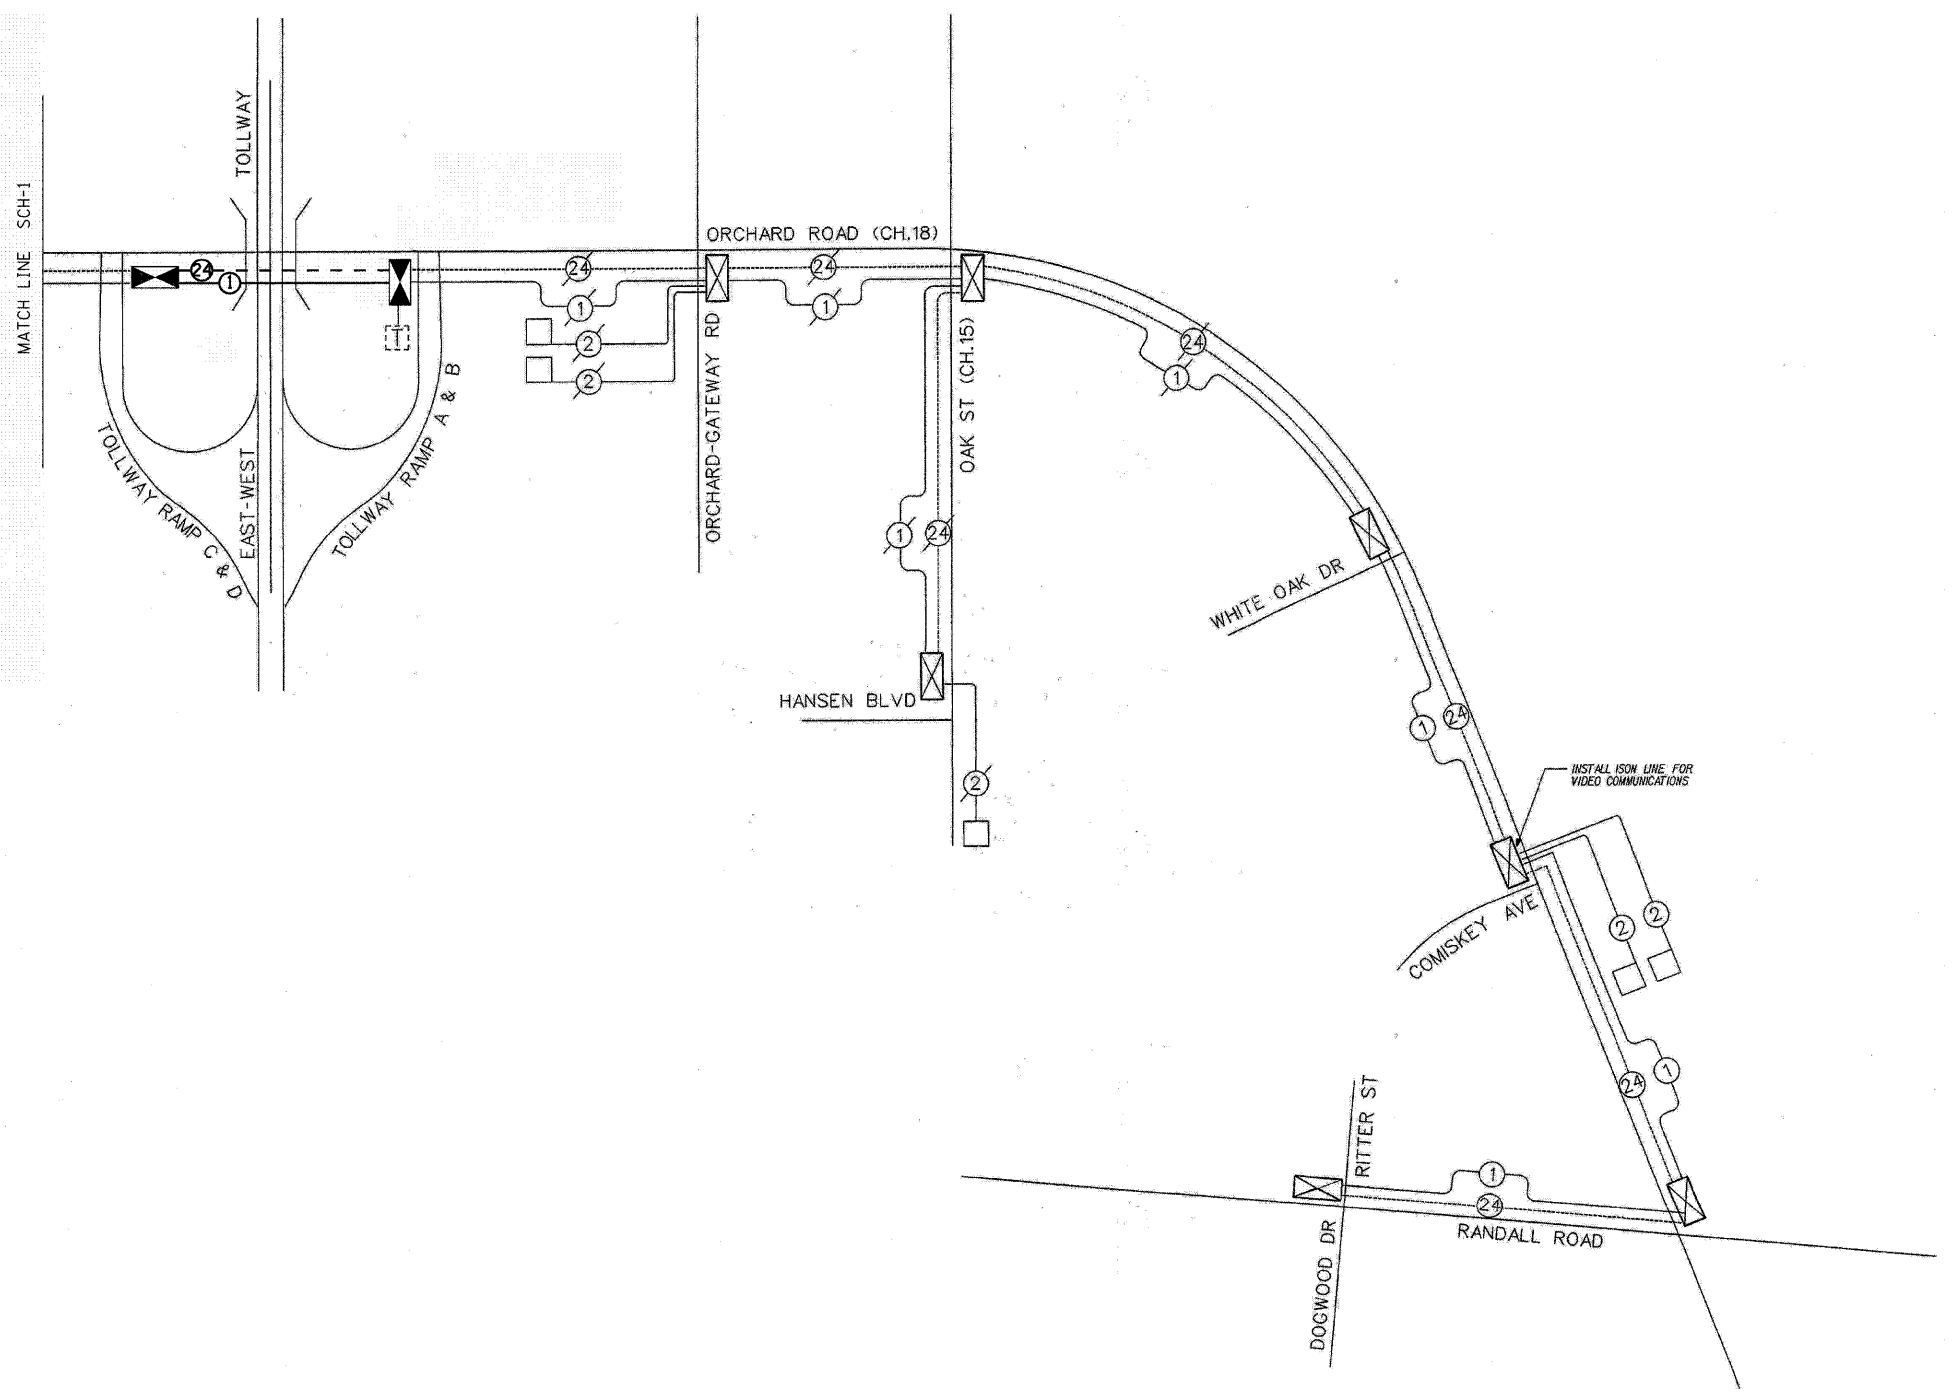 MATCH LINE SCH-1
TOLLWAY
EAST-WEST
TOLLWAY RAMP C & D
TOLLWAY RAMP A & B
24
1
T
24
1
2
2
ORCHARD ROAD (CH.18)
ORCHARD-GATEWAY RD
24
1
OAK ST (CH.15)
1
24
HANSEN BLVD
2
24
1
WHITE OAK DR
1
24
INSTALL ISON LINE FOR
VIDEO COMMUNICATIONS
COMISKEY AVE
2
2
24
1
RITTER ST
DOGWOOD DR
1
24
RANDALL ROAD